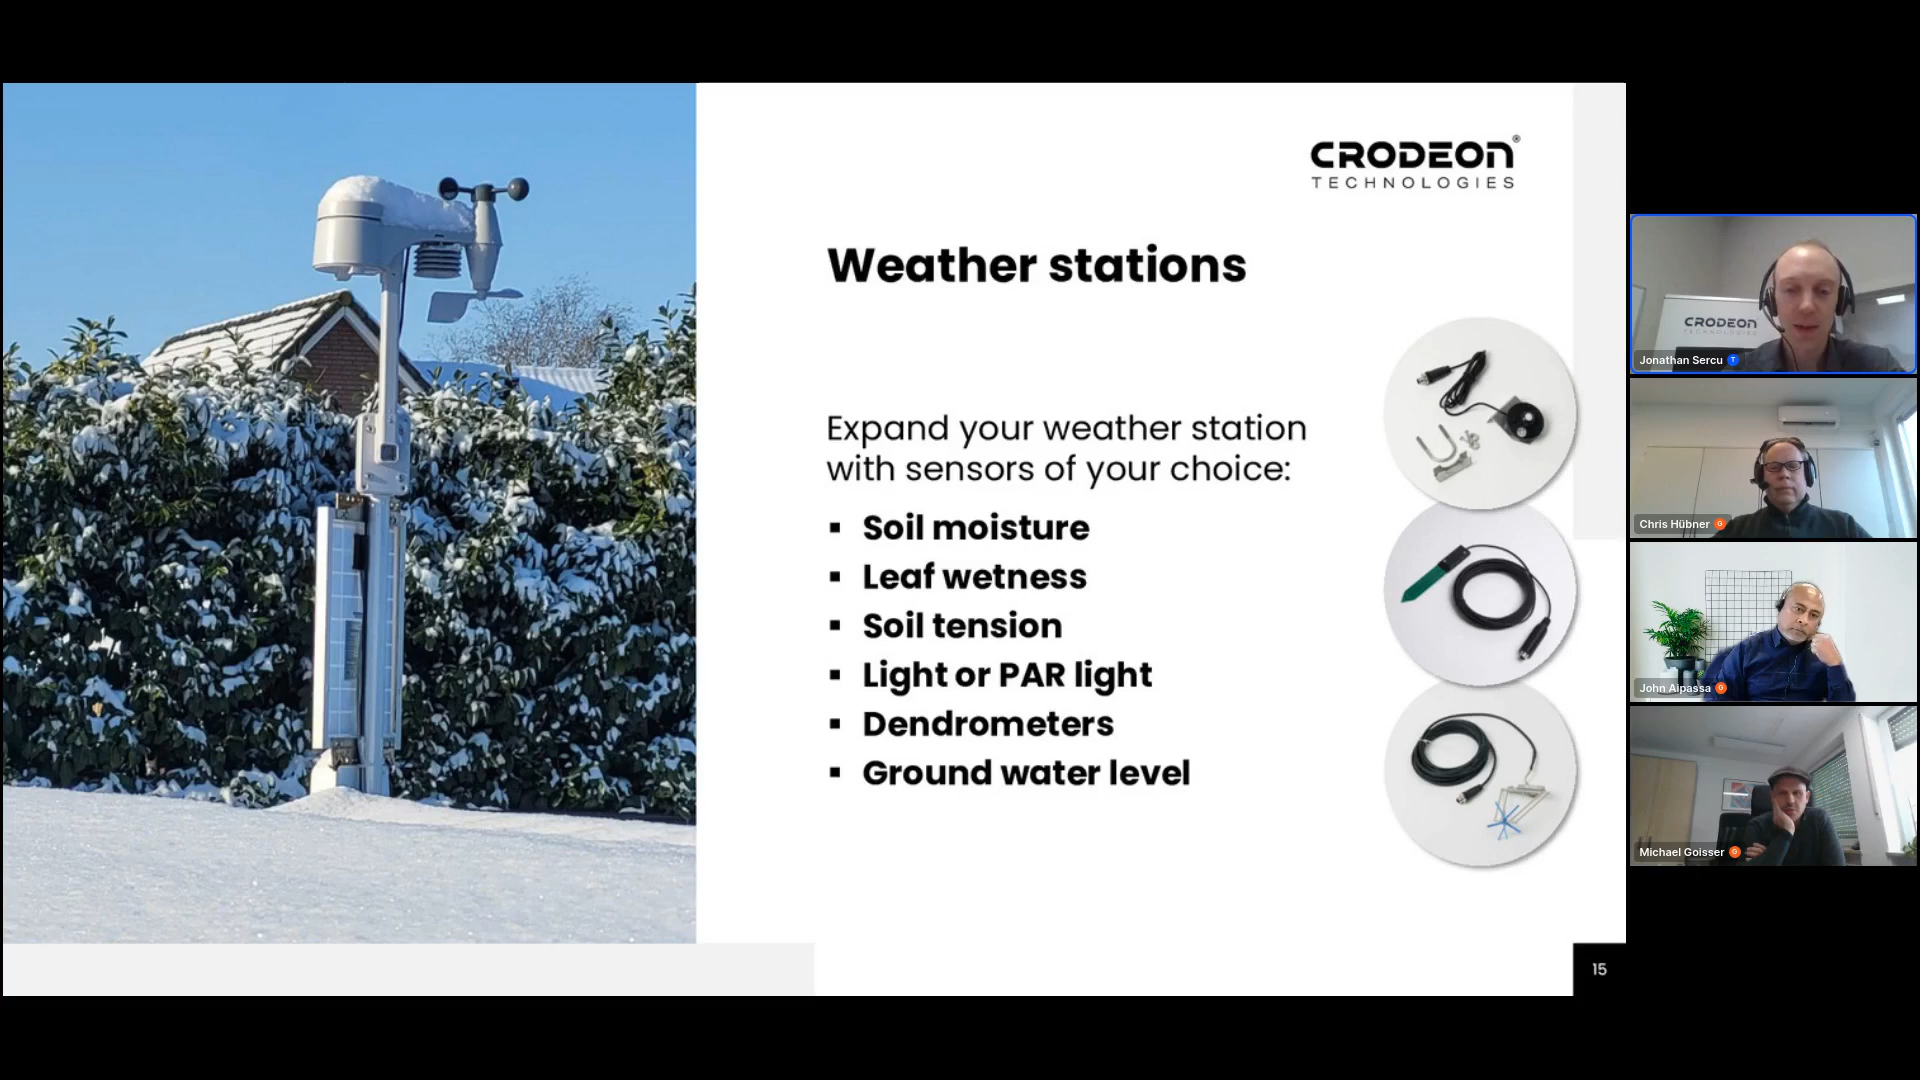 CRODEON®
TECHNOLOGIES
Weather stations
Expand your weather station
with sensors of your choice:
▪ Soil moisture
▪ Leaf wetness
▪ Soil tension
▪ Light or PAR light
▪ Dendrometers
▪ Ground water level
15
CRODEON
TECHNOLOGIES
Jonathan Sercu T
Chris Hübner G
John Aipassa G
Michael Goisser G